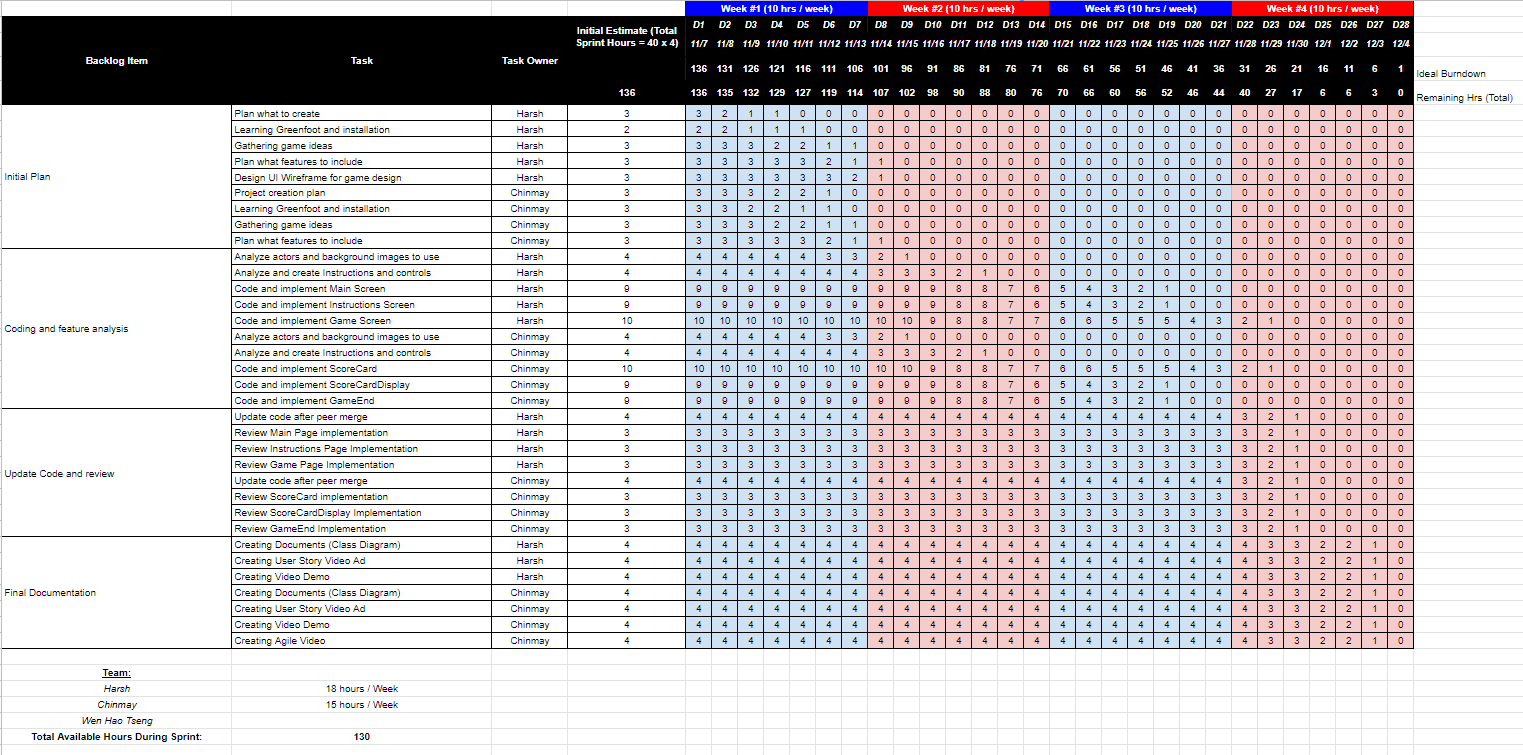 Week #1 (10 hrs / week) Week #2 (10 hrs / week) Week #3 (10 hrs / week) Week #4 (10 hrs / week)
Backlog Item Task Task Owner Initial Estimate (Total Sprint Hours = 40 x 4) D1 D2 D3 D4 D5 D6 D7 D8 D9 D10 D11 D12 D13 D14 D15 D16 D17 D18 D19 D20 D21 D22 D23 D24 D25 D26 D27 D28
11/7 11/8 11/9 11/10 11/11 11/12 11/13 11/14 11/15 11/16 11/17 11/18 11/19 11/20 11/21 11/22 11/23 11/24 11/25 11/26 11/27 11/28 11/29 11/30 12/1 12/2 12/3 12/4
136 131 126 121 116 111 106 101 96 91 86 81 76 71 66 61 56 51 46 41 36 31 26 21 16 11 6 1 Ideal Burndown
136 136 135 132 129 127 119 114 107 102 98 90 88 80 76 70 66 60 56 52 46 44 40 27 17 6 6 3 0 Remaining Hrs (Total)
Initial Plan
Plan what to create Harsh 3 3 2 1 1 0 0 0 0 0 0 0 0 0 0 0 0 0 0 0 0 0 0 0 0 0 0 0 0
Learning Greenfoot and installation Harsh 2 2 2 1 1 1 0 0 0 0 0 0 0 0 0 0 0 0 0 0 0 0 0 0 0 0 0 0 0
Gathering game ideas Harsh 3 3 3 3 2 2 1 1 0 0 0 0 0 0 0 0 0 0 0 0 0 0 0 0 0 0 0 0 0
Plan what features to include Harsh 3 3 3 3 3 3 2 1 1 0 0 0 0 0 0 0 0 0 0 0 0 0 0 0 0 0 0 0 0
Design UI Wireframe for game design Harsh 3 3 3 3 3 3 3 2 1 0 0 0 0 0 0 0 0 0 0 0 0 0 0 0 0 0 0 0 0
Project creation plan Chinmay 3 3 3 3 2 2 1 0 0 0 0 0 0 0 0 0 0 0 0 0 0 0 0 0 0 0 0 0 0
Learning Greenfoot and installation Chinmay 3 3 3 2 2 1 1 0 0 0 0 0 0 0 0 0 0 0 0 0 0 0 0 0 0 0 0 0 0
Gathering game ideas Chinmay 3 3 3 3 2 2 1 1 0 0 0 0 0 0 0 0 0 0 0 0 0 0 0 0 0 0 0 0 0
Plan what features to include Chinmay 3 3 3 3 3 3 2 1 1 0 0 0 0 0 0 0 0 0 0 0 0 0 0 0 0 0 0 0 0
Coding and feature analysis
Analyze actors and background images to use Harsh 4 4 4 4 4 4 3 3 2 1 0 0 0 0 0 0 0 0 0 0 0 0 0 0 0 0 0 0 0
Analyze and create Instructions and controls Harsh 4 4 4 4 4 4 4 4 3 3 3 2 1 0 0 0 0 0 0 0 0 0 0 0 0 0 0 0 0
Code and implement Main Screen Harsh 9 9 9 9 9 9 9 9 9 9 9 8 8 7 6 5 4 3 2 1 0 0 0 0 0 0 0 0 0
Code and implement Instructions Screen Harsh 9 9 9 9 9 9 9 9 9 9 9 8 8 7 6 5 4 3 2 1 0 0 0 0 0 0 0 0 0
Code and implement Game Screen Harsh 10 10 10 10 10 10 10 10 10 10 9 8 8 7 7 6 6 5 5 5 4 3 2 1 0 0 0 0 0
Analyze actors and background images to use Chinmay 4 4 4 4 4 4 3 3 2 1 0 0 0 0 0 0 0 0 0 0 0 0 0 0 0 0 0 0 0
Analyze and create Instructions and controls Chinmay 4 4 4 4 4 4 4 4 3 3 3 2 1 0 0 0 0 0 0 0 0 0 0 0 0 0 0 0 0
Code and implement ScoreCard Chinmay 10 10 10 10 10 10 10 10 10 10 9 8 8 7 7 6 6 5 5 5 4 3 2 1 0 0 0 0 0
Code and implement ScoreCardDisplay Chinmay 9 9 9 9 9 9 9 9 9 9 9 8 8 7 6 5 4 3 2 1 0 0 0 0 0 0 0 0 0
Code and implement GameEnd Chinmay 9 9 9 9 9 9 9 9 9 9 9 8 8 7 6 5 4 3 2 1 0 0 0 0 0 0 0 0 0
Update Code and review
Update code after peer merge Harsh 4 4 4 4 4 4 4 4 4 4 4 4 4 4 4 4 4 4 4 4 4 4 3 2 1 0 0 0 0
Review Main Page implementation Harsh 3 3 3 3 3 3 3 3 3 3 3 3 3 3 3 3 3 3 3 3 3 3 3 2 1 0 0 0 0
Review Instructions Page Implementation Harsh 3 3 3 3 3 3 3 3 3 3 3 3 3 3 3 3 3 3 3 3 3 3 3 2 1 0 0 0 0
Review Game Page Implementation Harsh 3 3 3 3 3 3 3 3 3 3 3 3 3 3 3 3 3 3 3 3 3 3 3 2 1 0 0 0 0
Update code after peer merge Chinmay 4 4 4 4 4 4 4 4 4 4 4 4 4 4 4 4 4 4 4 4 4 4 3 2 1 0 0 0 0
Review ScoreCard implementation Chinmay 3 3 3 3 3 3 3 3 3 3 3 3 3 3 3 3 3 3 3 3 3 3 3 2 1 0 0 0 0
Review ScoreCardDisplay Implementation Chinmay 3 3 3 3 3 3 3 3 3 3 3 3 3 3 3 3 3 3 3 3 3 3 3 2 1 0 0 0 0
Review GameEnd Implementation Chinmay 3 3 3 3 3 3 3 3 3 3 3 3 3 3 3 3 3 3 3 3 3 3 3 2 1 0 0 0 0
Final Documentation
Creating Documents (Class Diagram) Harsh 4 4 4 4 4 4 4 4 4 4 4 4 4 4 4 4 4 4 4 4 4 4 4 3 3 2 2 1 0
Creating User Story Video Ad Harsh 4 4 4 4 4 4 4 4 4 4 4 4 4 4 4 4 4 4 4 4 4 4 4 3 3 2 2 1 0
Creating Video Demo Harsh 4 4 4 4 4 4 4 4 4 4 4 4 4 4 4 4 4 4 4 4 4 4 4 3 3 2 2 1 0
Creating Documents (Class Diagram) Chinmay 4 4 4 4 4 4 4 4 4 4 4 4 4 4 4 4 4 4 4 4 4 4 4 3 3 2 2 1 0
Creating User Story Video Ad Chinmay 4 4 4 4 4 4 4 4 4 4 4 4 4 4 4 4 4 4 4 4 4 4 4 3 3 2 2 1 0
Creating Video Demo Chinmay 4 4 4 4 4 4 4 4 4 4 4 4 4 4 4 4 4 4 4 4 4 4 4 3 3 2 2 1 0
Creating Agile Video Chinmay 4 4 4 4 4 4 4 4 4 4 4 4 4 4 4 4 4 4 4 4 4 4 4 3 3 2 2 1 0
Team:
Harsh 18 hours / Week
Chinmay 15 hours / Week
Wen Hao Tseng
Total Available Hours During Sprint: 130